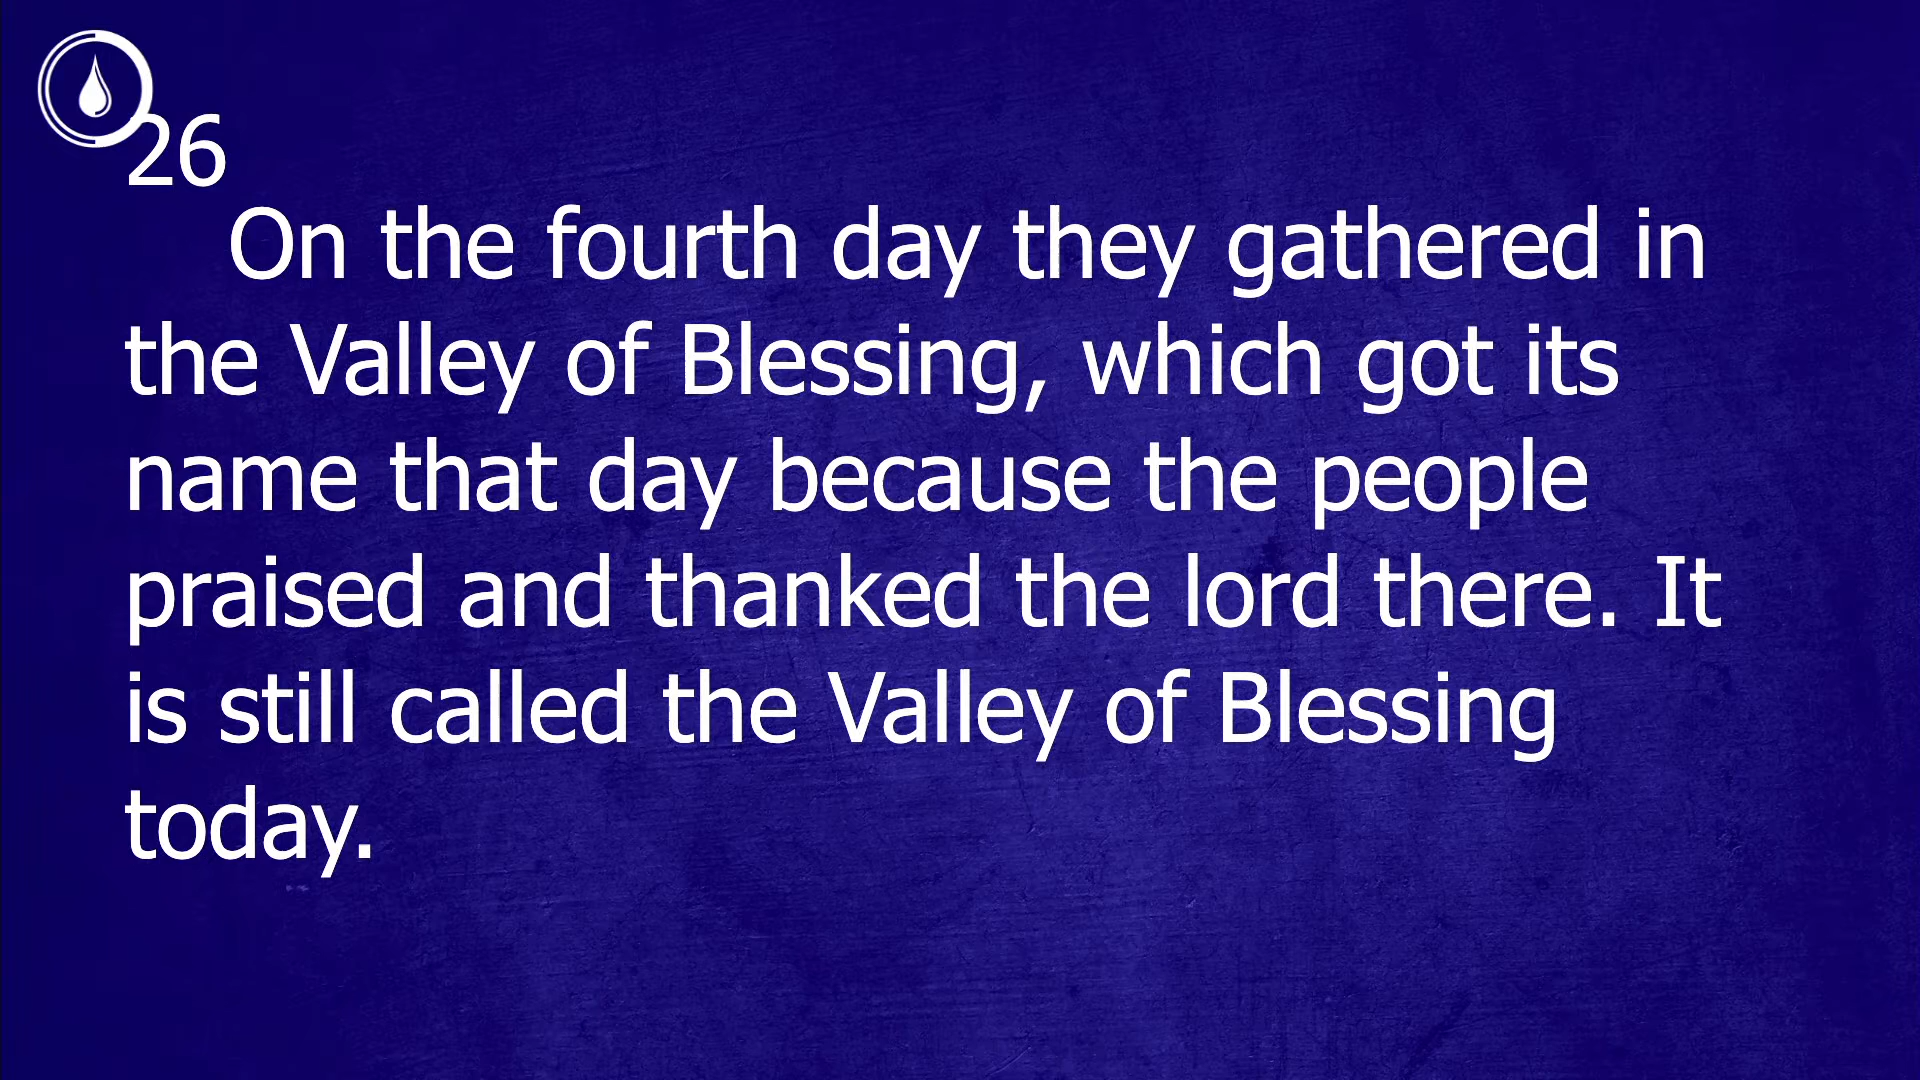 26
On the fourth day they gathered in
the Valley of Blessing, which got its
name that day because the people
praised and thanked the lord there. It
is still called the Valley of Blessing
today.